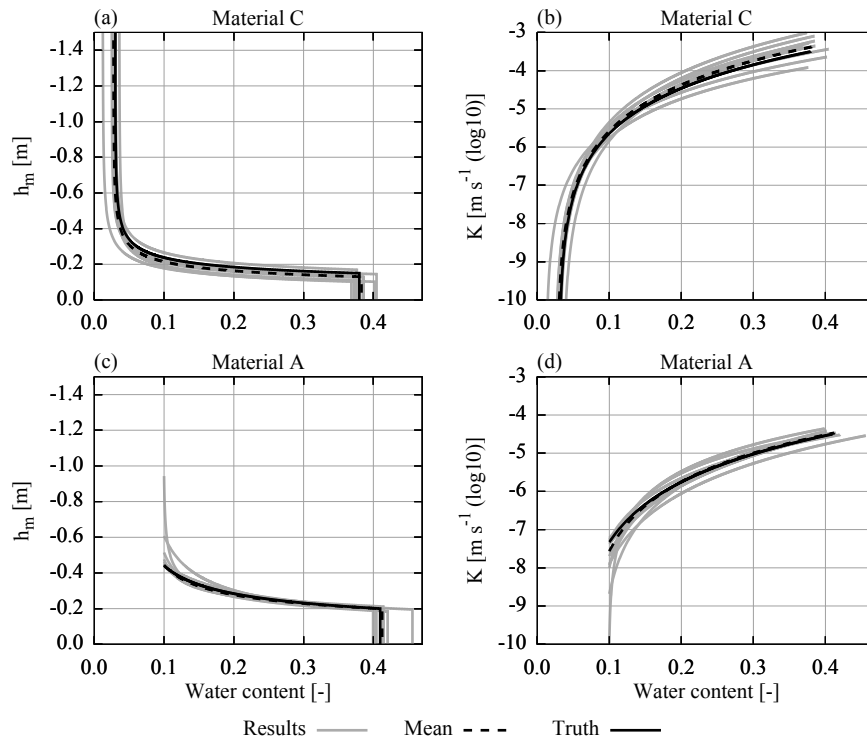 (a) Material C
(b) Material C
h_m [m]
-1.4
-1.2
-1.0
-0.8
-0.6
-0.4
-0.2
0.0
0.0 0.1 0.2 0.3 0.4
K [m s⁻¹ (log10)]
-3
-4
-5
-6
-7
-8
-9
-10
0.0 0.1 0.2 0.3 0.4
(c) Material A
(d) Material A
h_m [m]
-1.4
-1.2
-1.0
-0.8
-0.6
-0.4
-0.2
0.0
0.0 0.1 0.2 0.3 0.4
Water content [-]
K [m s⁻¹ (log10)]
-3
-4
-5
-6
-7
-8
-9
-10
0.0 0.1 0.2 0.3 0.4
Water content [-]
Results Mean Truth